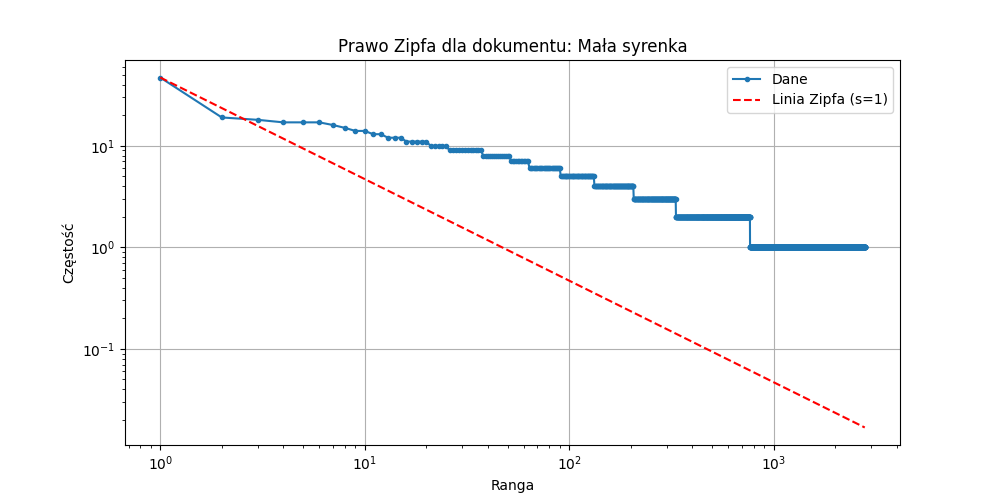 Prawo Zipfa dla dokumentu: Mała syrenka
Dane
Linia Zipfa (s=1)
Częstość
10¹
10⁰
10⁻¹
10⁰ 10¹ 10² 10³
Ranga